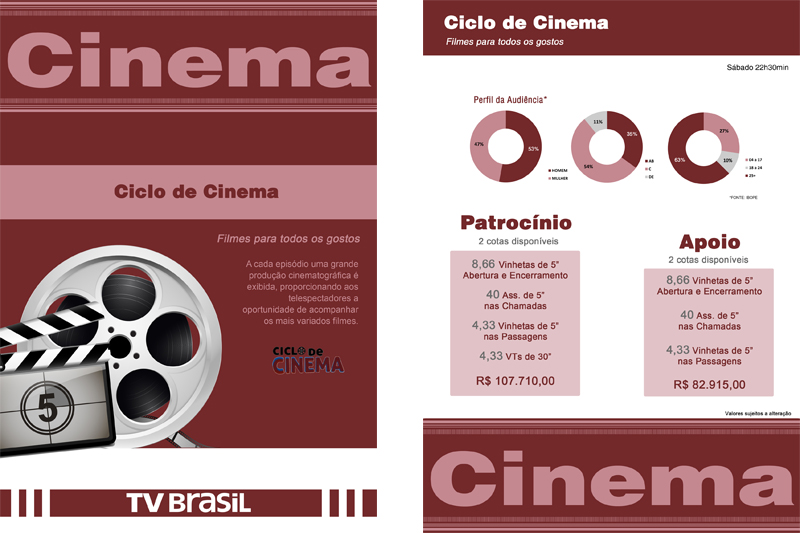 Cinema
Ciclo de Cinema
Filmes para todos os gostos
A cada episódio uma grande
produção cinematográfica é
exibida, proporcionando aos
telespectadores a
oportunidade de acompanhar
os mais variados filmes.
CICLO DE
CINEMA
5
TV BRASIL
Ciclo de Cinema
Filmes para todos os gostos
Sábado 22h30min
Perfil da Audiência*
47%
53%
HOMEM
MULHER
11%
35%
54%
AB
C
DE
27%
10%
63%
04 a 17
18 a 24
25+
*FONTE: IBOPE
Patrocínio
2 cotas disponíveis
8,66 Vinhetas de 5”
Abertura e Encerramento
40 Ass. de 5”
nas Chamadas
4,33 Vinhetas de 5”
nas Passagens
4,33 VTs de 30”
R$ 107.710,00
Apoio
2 cotas disponíveis
8,66 Vinhetas de 5”
Abertura e Encerramento
40 Ass. de 5”
nas Chamadas
4,33 Vinhetas de 5”
nas Passagens
R$ 82.915,00
Valores sujeitos a alteração
Cinema